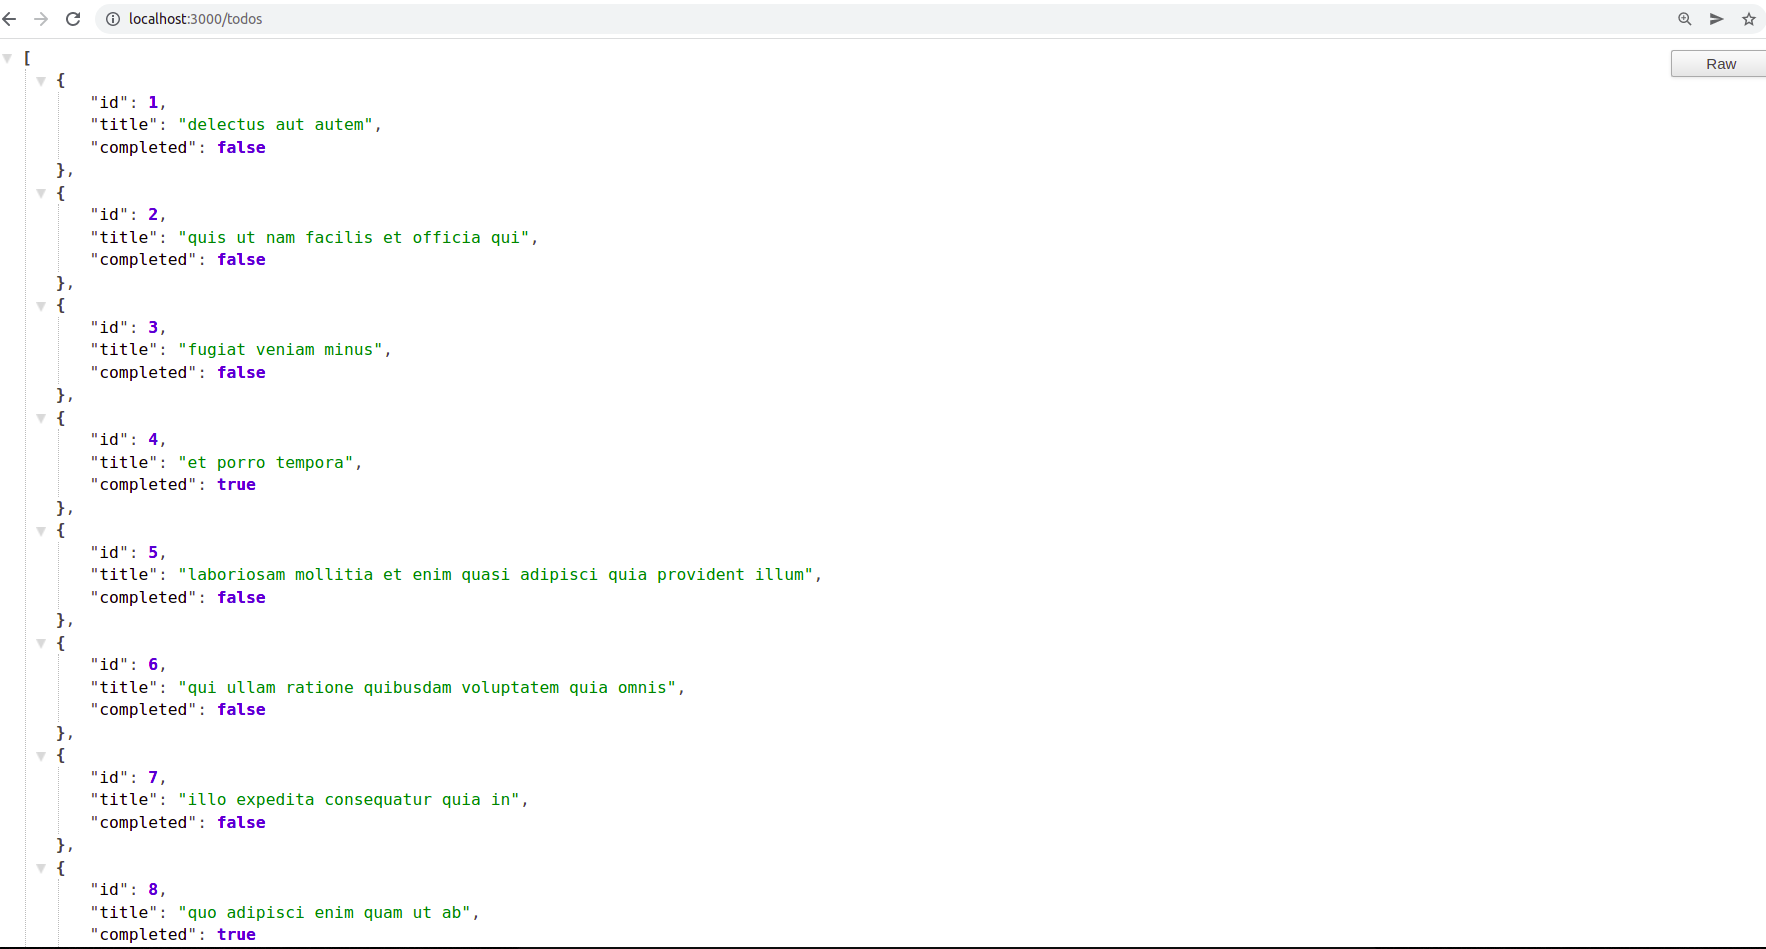 localhost:3000/todos
Raw
[
{
"id": 1,
"title": "delectus aut autem",
"completed": false
},
{
"id": 2,
"title": "quis ut nam facilis et officia qui",
"completed": false
},
{
"id": 3,
"title": "fugiat veniam minus",
"completed": false
},
{
"id": 4,
"title": "et porro tempora",
"completed": true
},
{
"id": 5,
"title": "laboriosam mollitia et enim quasi adipisci quia provident illum",
"completed": false
},
{
"id": 6,
"title": "qui ullam ratione quibusdam voluptatem quia omnis",
"completed": false
},
{
"id": 7,
"title": "illo expedita consequatur quia in",
"completed": false
},
{
"id": 8,
"title": "quo adipisci enim quam ut ab",
"completed": true